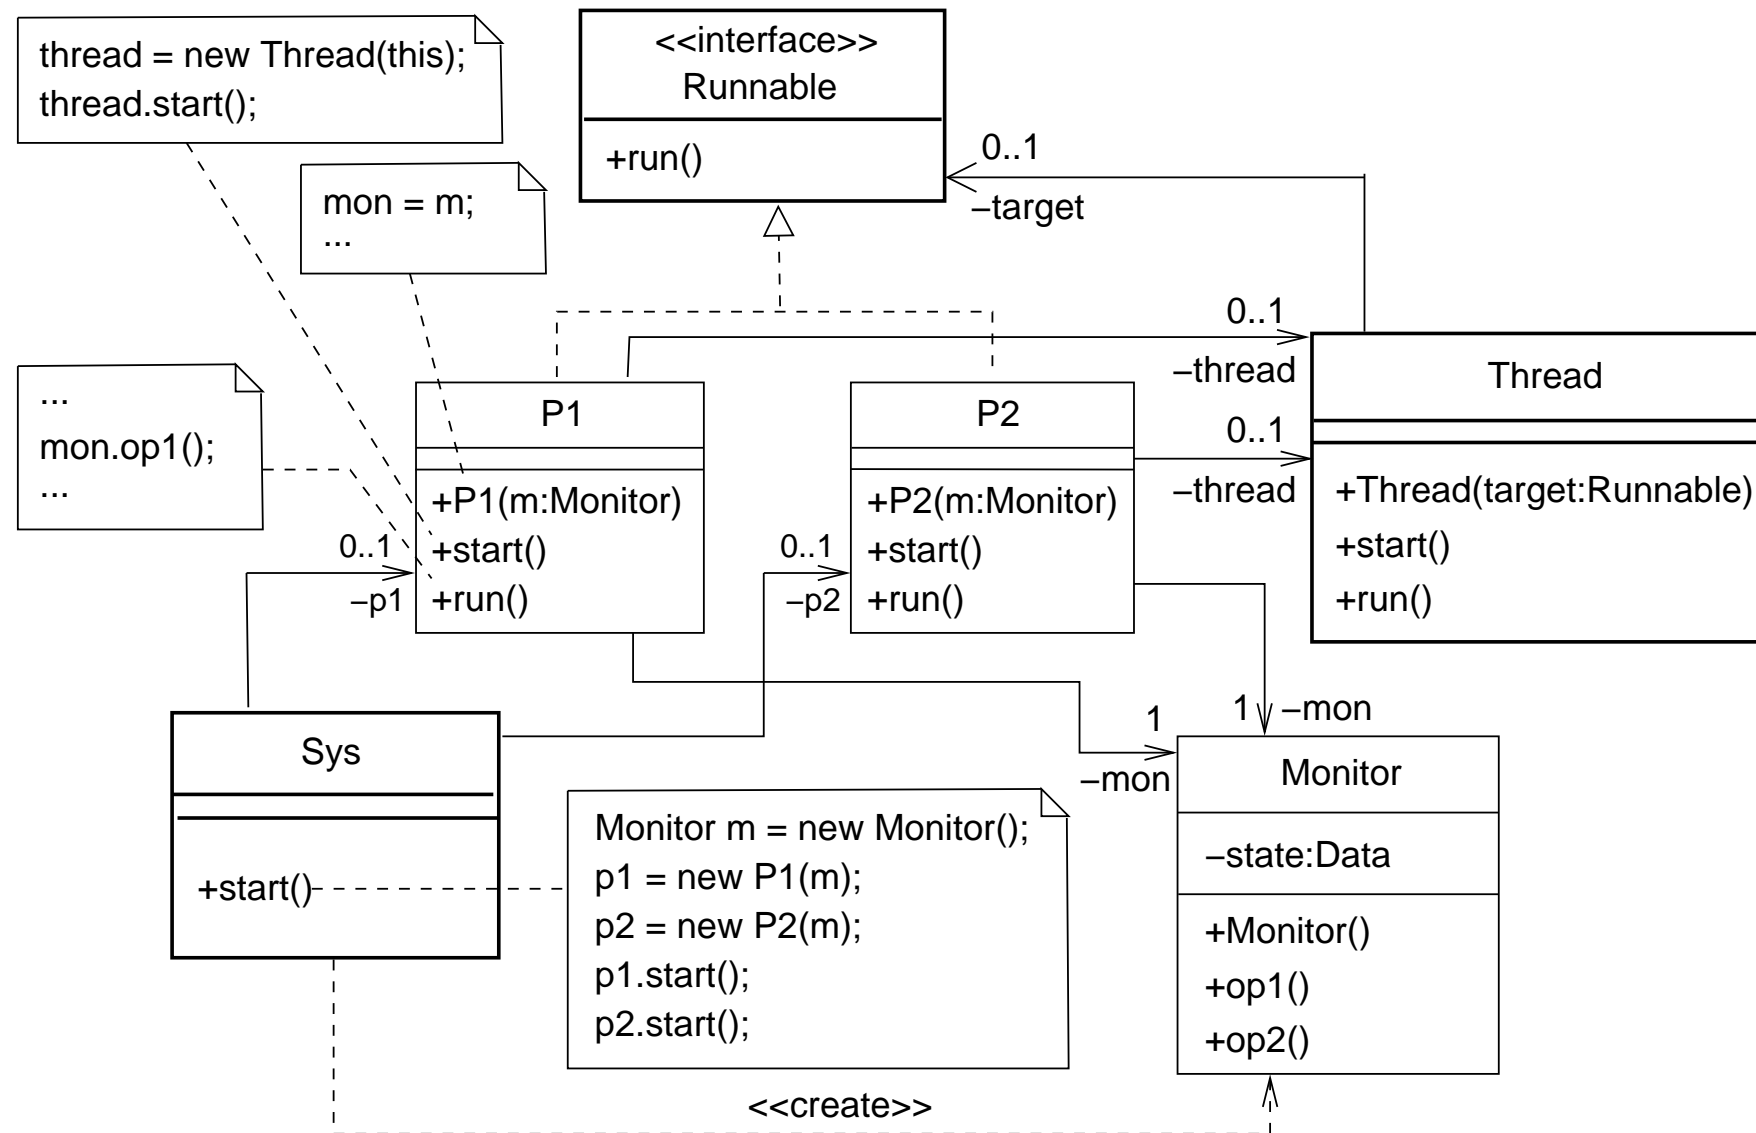 thread = new Thread(this);
thread.start();
mon = m;
...
<<interface>>
Runnable
+run()
0..1
–target
...
mon.op1();
...
P1
+P1(m:Monitor)
+start()
+run()
P2
+P2(m:Monitor)
+start()
+run()
0..1
–thread
0..1
–thread
Thread
+Thread(target:Runnable)
+start()
+run()
0..1
–p1
0..1
–p2
Sys
+start()
Monitor m = new Monitor();
p1 = new P1(m);
p2 = new P2(m);
p1.start();
p2.start();
1
–mon
1
–mon
Monitor
–state:Data
+Monitor()
+op1()
+op2()
<<create>>